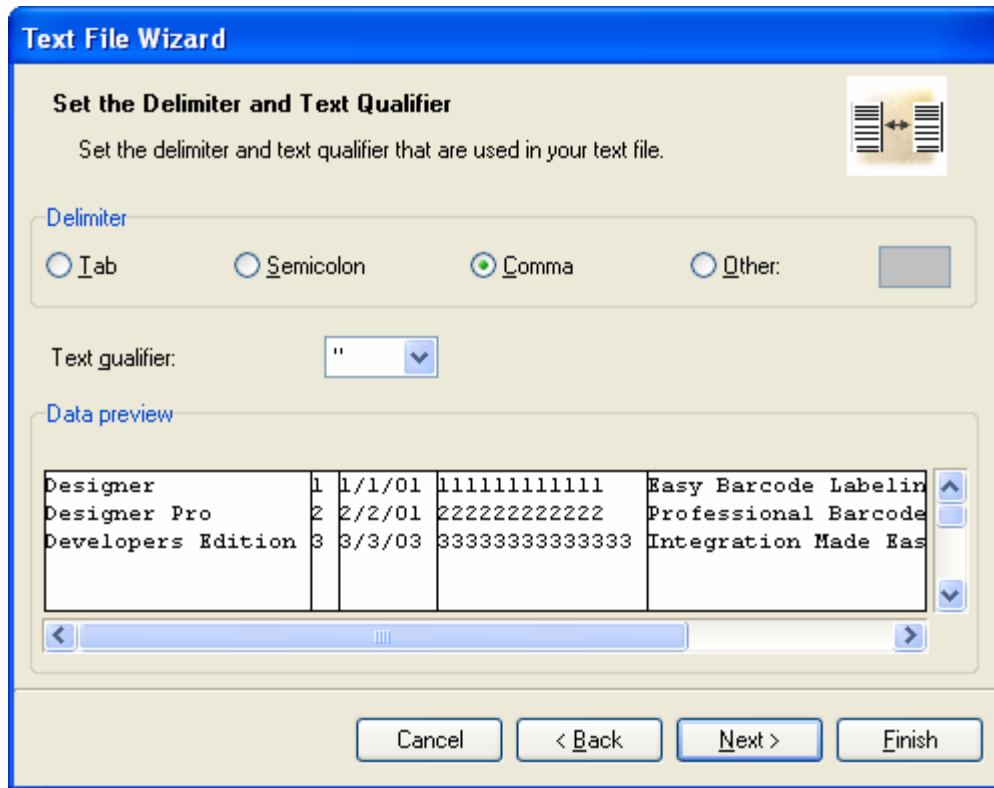 Text File Wizard
Set the Delimiter and Text Qualifier
Set the delimiter and text qualifier that are used in your text file.
Delimiter
Tab Semicolon Comma Other:
Text qualifier: "
Data preview
Designer 1 1/1/01 111111111111 Easy Barcode Labelin
Designer Pro 2 2/2/01 222222222222 Professional Barcode
Developers Edition 3 3/3/03 33333333333333 Integration Made Eas
Cancel < Back Next > Finish